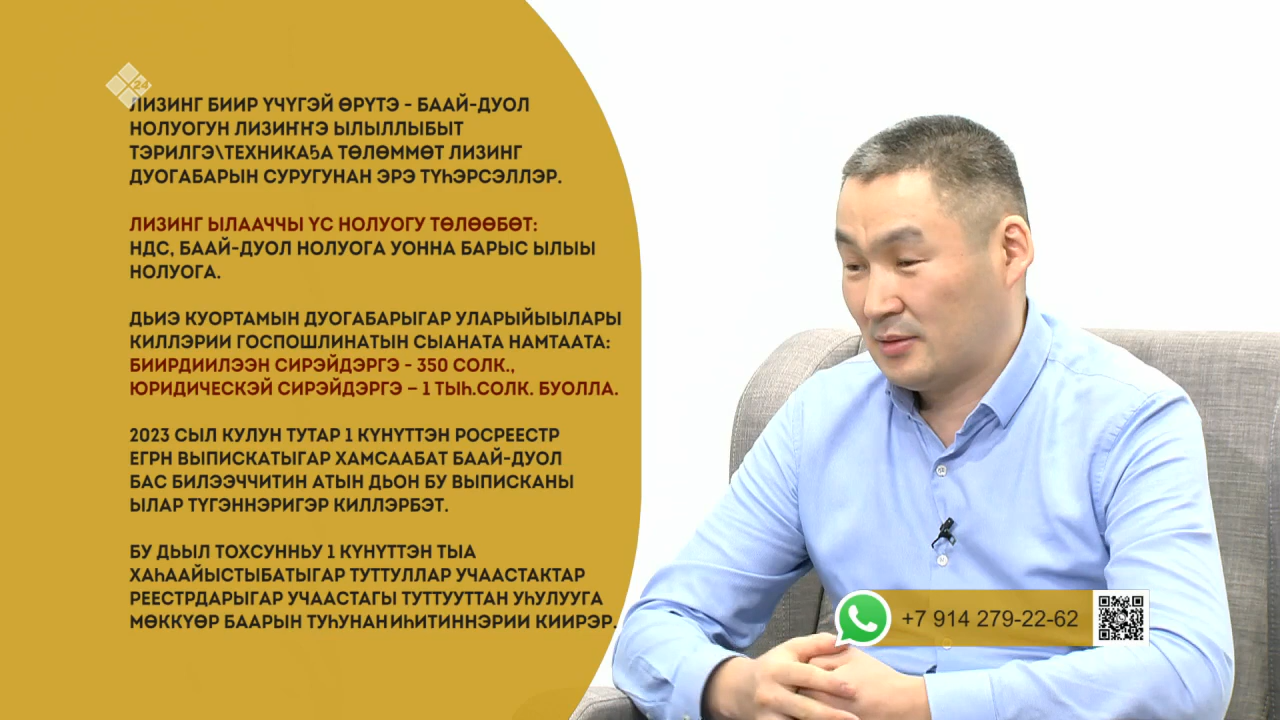 24
ЛИЗИНГ БИИР ҮЧҮГЭЙ ӨРҮТЭ - БААЙ-ДУОЛ
НОЛУОГУН ЛИЗИҤҤЭ ЫЛЫЛЛЫБЫТ
ТЭРИЛГЭ\ТЕХНИКАҔА ТӨЛӨММӨТ ЛИЗИНГ
ДУОГАБАРЫН СУРУГУНАН ЭРЭ ТҮҺЭРСЭЛЛЭР.
ЛИЗИНГ ЫЛААЧЧЫ ҮС НОЛУОГУ ТӨЛӨӨБӨТ:
НДС, БААЙ-ДУОЛ НОЛУОГА УОННА БАРЫС ЫЛЫЫ
НОЛУОГА.
ДЬИЭ КУОРТАМЫН ДУОГАБАРЫГАР УЛАРЫЙЫЫЛАРЫ
КИЛЛЭРИИ ГОСПОШЛИНАТЫН СЫАНАТА НАМТААТА:
БИИРДИИЛЭЭН СИРЭЙДЭРГЭ - 350 СОЛК.,
ЮРИДИЧЕСКЭЙ СИРЭЙДЭРГЭ – 1 ТЫҺ.СОЛК. БУОЛЛА.
2023 СЫЛ КУЛУН ТУТАР 1 КҮНҮТТЭН РОСРЕЕСТР
ЕГРН ВЫПИСКАТЫГАР ХАМСААБАТ БААЙ-ДУОЛ
БАС БИЛЭЭЧЧИТИН АТЫН ДЬОН БУ ВЫПИСКАНЫ
ЫЛАР ТҮГЭННЭРИГЭР КИЛЛЭРБЭТ.
БУ ДЬЫЛ ТОХСУННЬУ 1 КҮНҮТТЭН ТЫА
ХАҺААЙЫСТЫБАТЫГАР ТУТТУЛЛАР УЧААСТАКТАР
РЕЕСТРДАРЫГАР УЧААСТАГЫ ТУТТУУТТАН УҺУЛУУГА
МӨККҮӨР БААРЫН ТУҺУНАН ИҺИТИННЭРИИ КИИРЭР.
+7 914 279-22-62